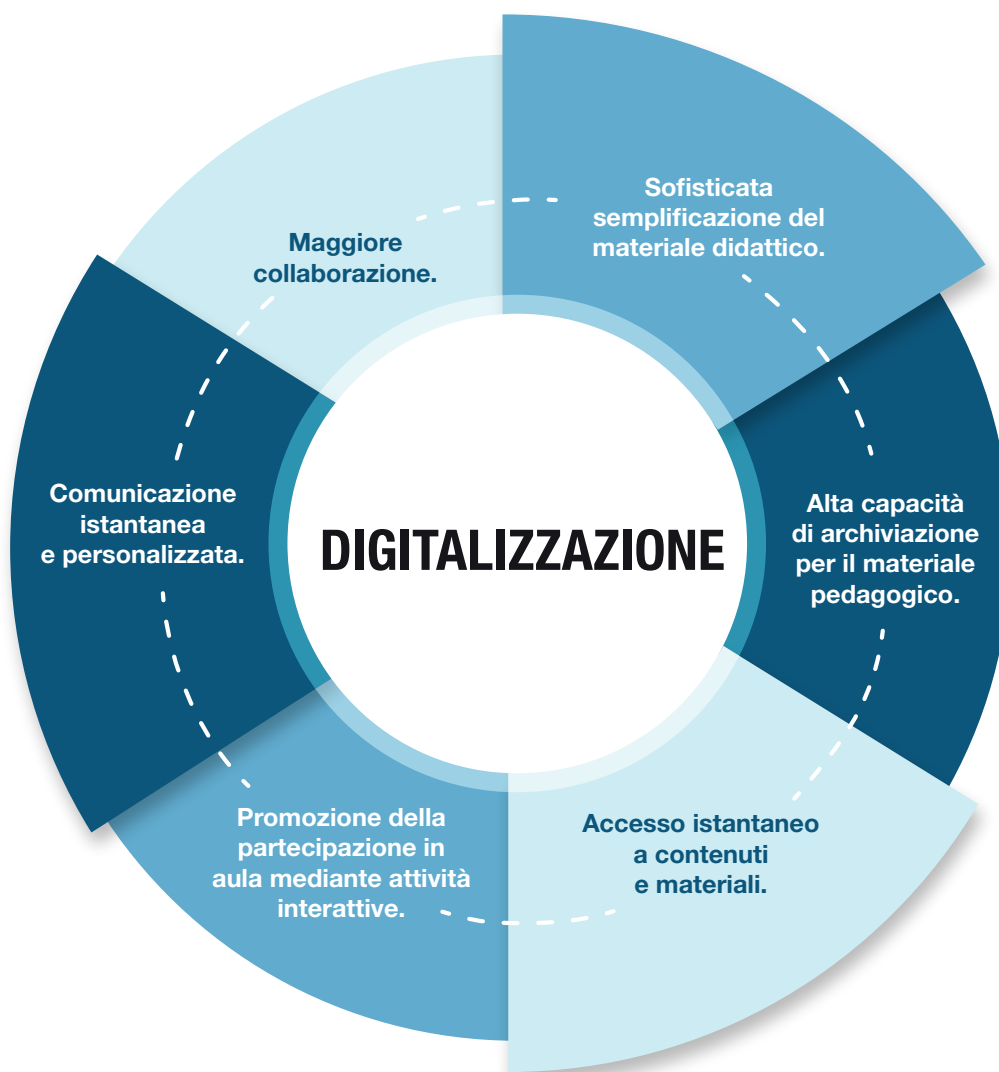 Sofisticata
semplificazione del
materiale didattico.
Alta capacità
di archiviazione
per il materiale
pedagogico.
Accesso istantaneo
a contenuti
e materiali.
Promozione della
partecipazione in
aula mediante attività
interattive.
Comunicazione
istantanea
e personalizzata.
Maggiore
collaborazione.
DIGITALIZZAZIONE